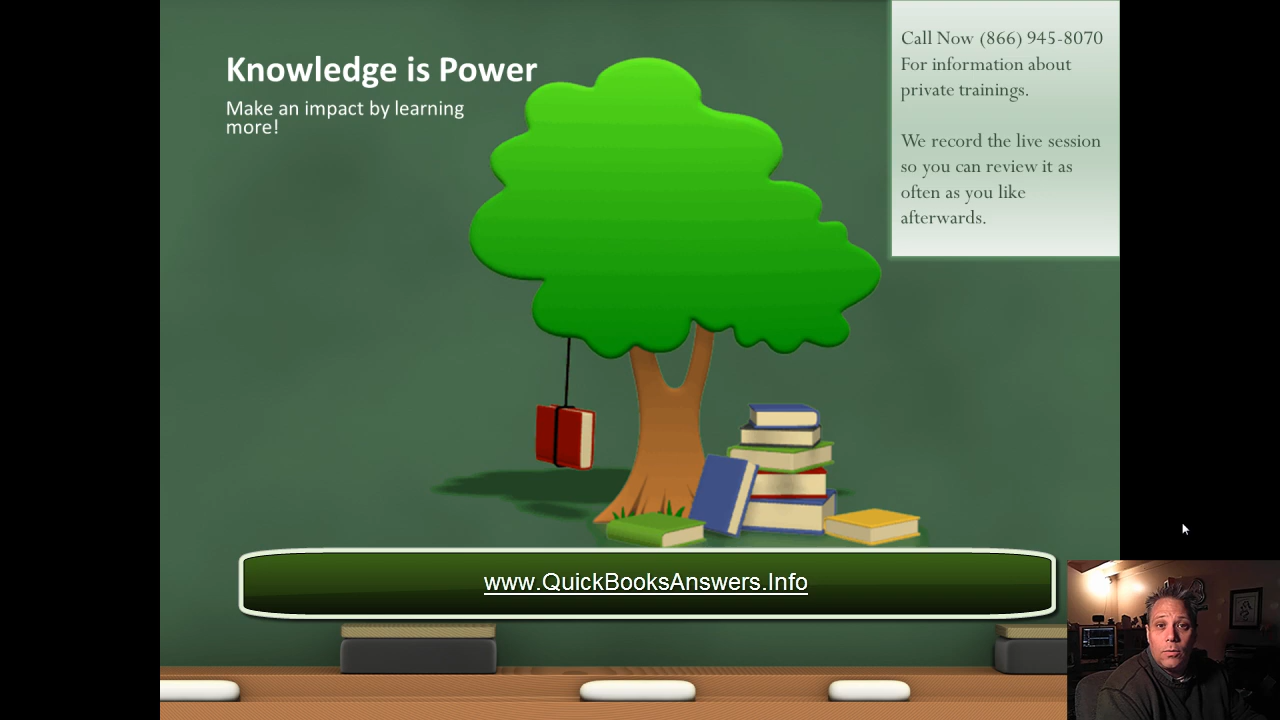 Knowledge is Power
Make an impact by learning
more!
Call Now (866) 945-8070
For information about
private trainings.
We record the live session
so you can review it as
often as you like
afterwards.
www.QuickBooksAnswers.Info